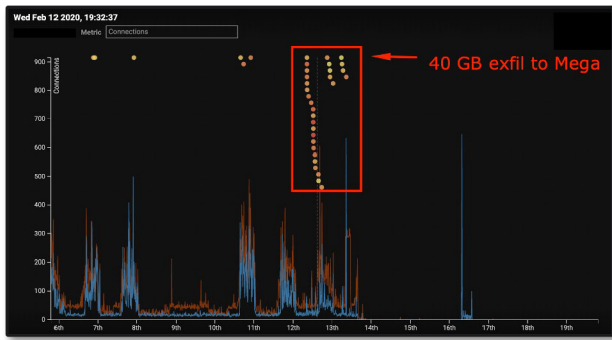 Wed Feb 12 2020, 19:32:37
Metric Connections
40 GB exfil to Mega
Connections
900
800
700
600
500
400
300
200
100
0
6th 7th 8th 9th 10th 11th 12th 13th 14th 15th 16th 17th 18th 19th